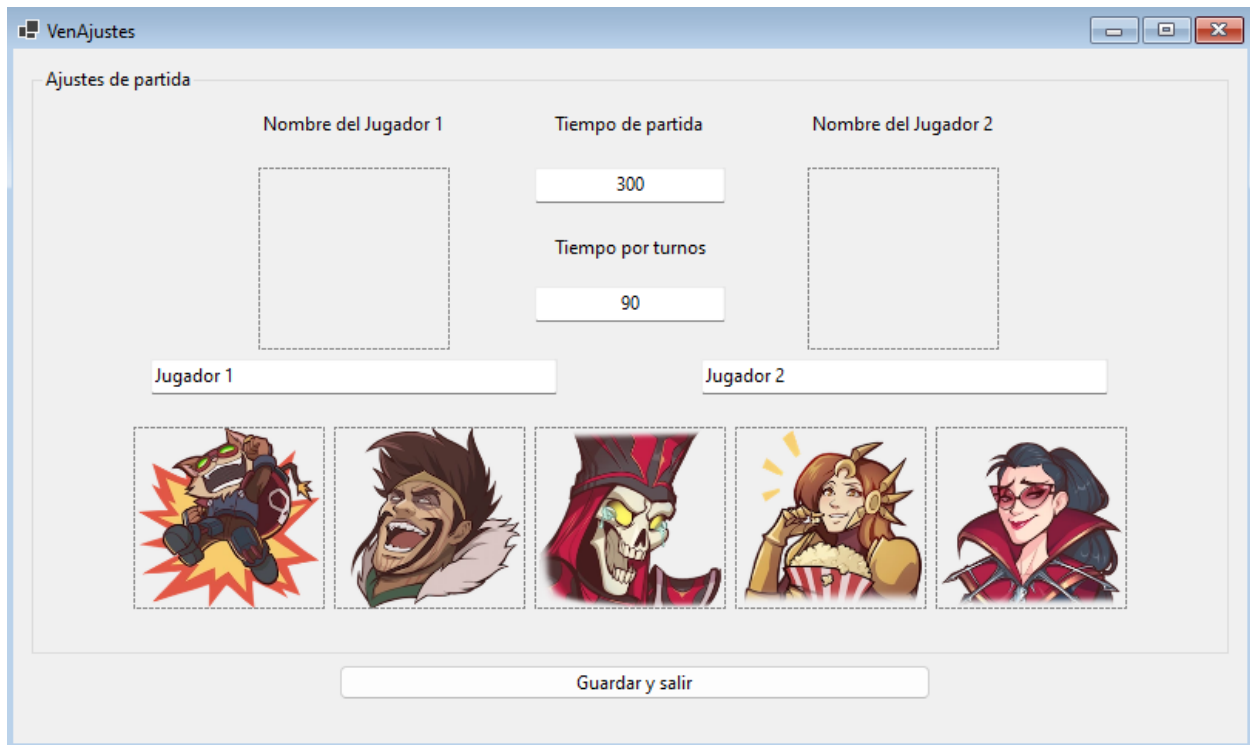 VenAjustes
Ajustes de partida
Nombre del Jugador 1
Tiempo de partida
Nombre del Jugador 2
300
Tiempo por turnos
90
Jugador 1
Jugador 2
Guardar y salir